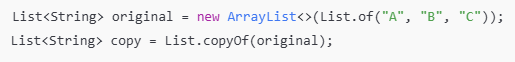 List<String> original = new ArrayList<>(List.of("A", "B", "C"));
List<String> copy = List.copyOf(original);